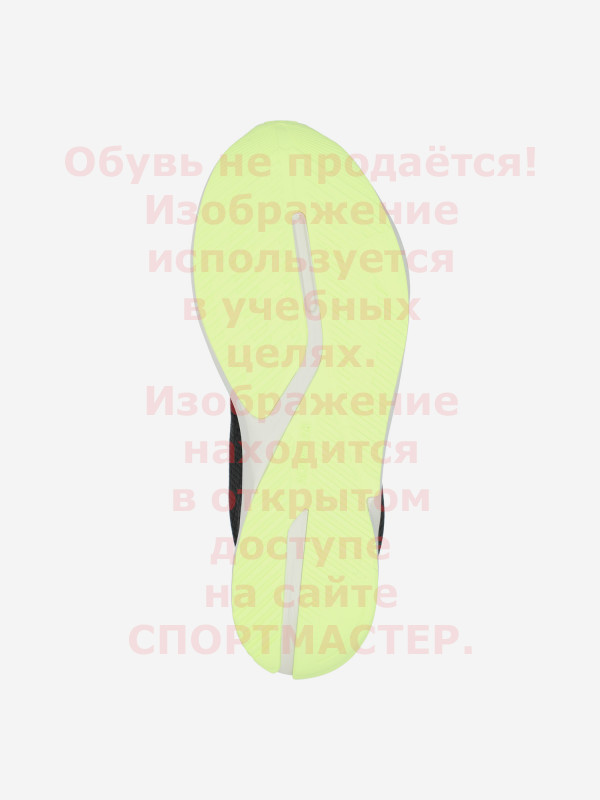 Обувь не продаётся!
Изображение
используется
в учебных
целях.
Изображение
находится
в открытом
доступе
на сайте
СПОРТМАСТЕР.